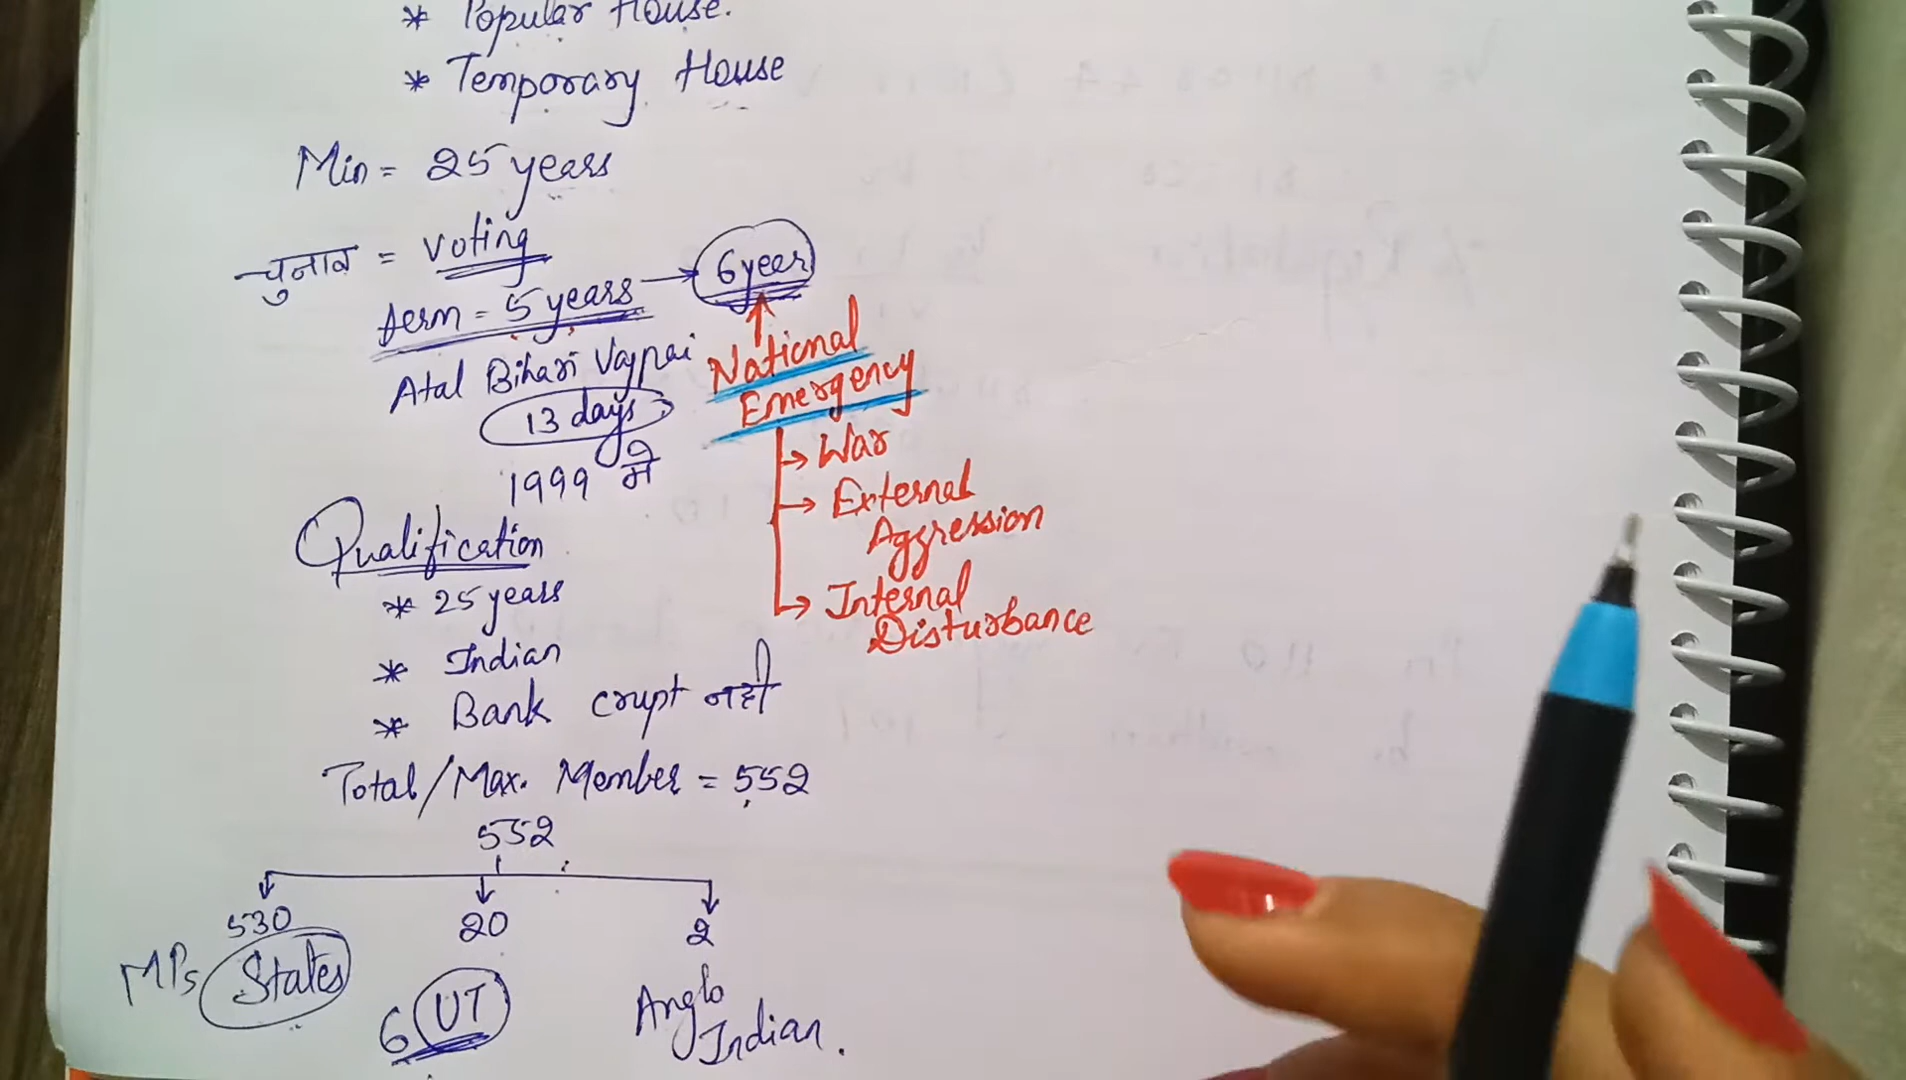 * Popular House.
* Temporary House
Min = 25 years
चुनाव = Voting
term = 5 years → 6 year
Atal Bihari Vajpai
13 days
1999 मे
National
Emergency
→ War
→ External
Aggression
→ Internal
Disturbance
Qualification
* 25 years
* Indian
* Bank crupt नही
Total/Max. Member = 552
552
530 20 2
MPs States
6 UT
Anglo
Indian.